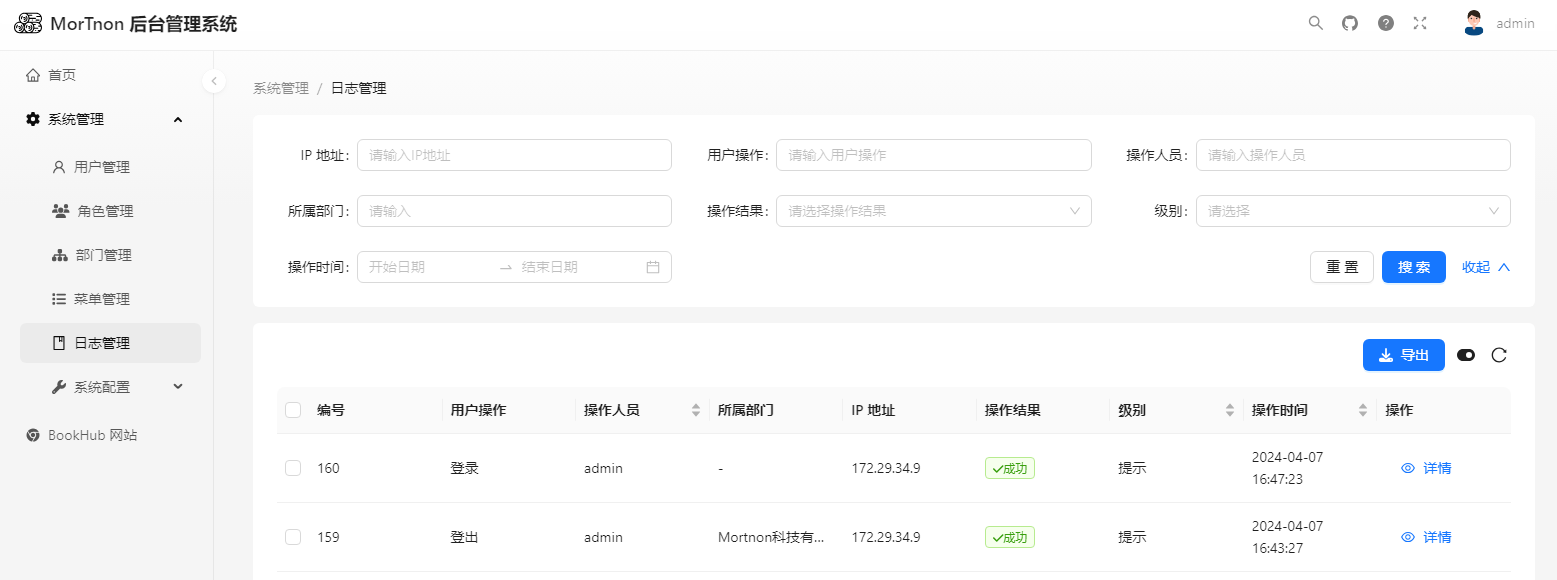 MorTnon 后台管理系统
admin
首页
系统管理
用户管理
角色管理
部门管理
菜单管理
日志管理
系统配置
BookHub 网站
系统管理 / 日志管理
IP 地址: 请输入IP地址
用户操作: 请输入用户操作
操作人员: 请输入操作人员
所属部门: 请输入
操作结果: 请选择操作结果
级别: 请选择
操作时间: 开始日期 → 结束日期
重 置
搜 索
收起
导出
编号 用户操作 操作人员 所属部门 IP 地址 操作结果 级别 操作时间 操作
160 登录 admin - 172.29.34.9 成功 提示 2024-04-07
16:47:23
详情
159 登出 admin Mortnon科技有... 172.29.34.9 成功 提示 2024-04-07
16:43:27
详情